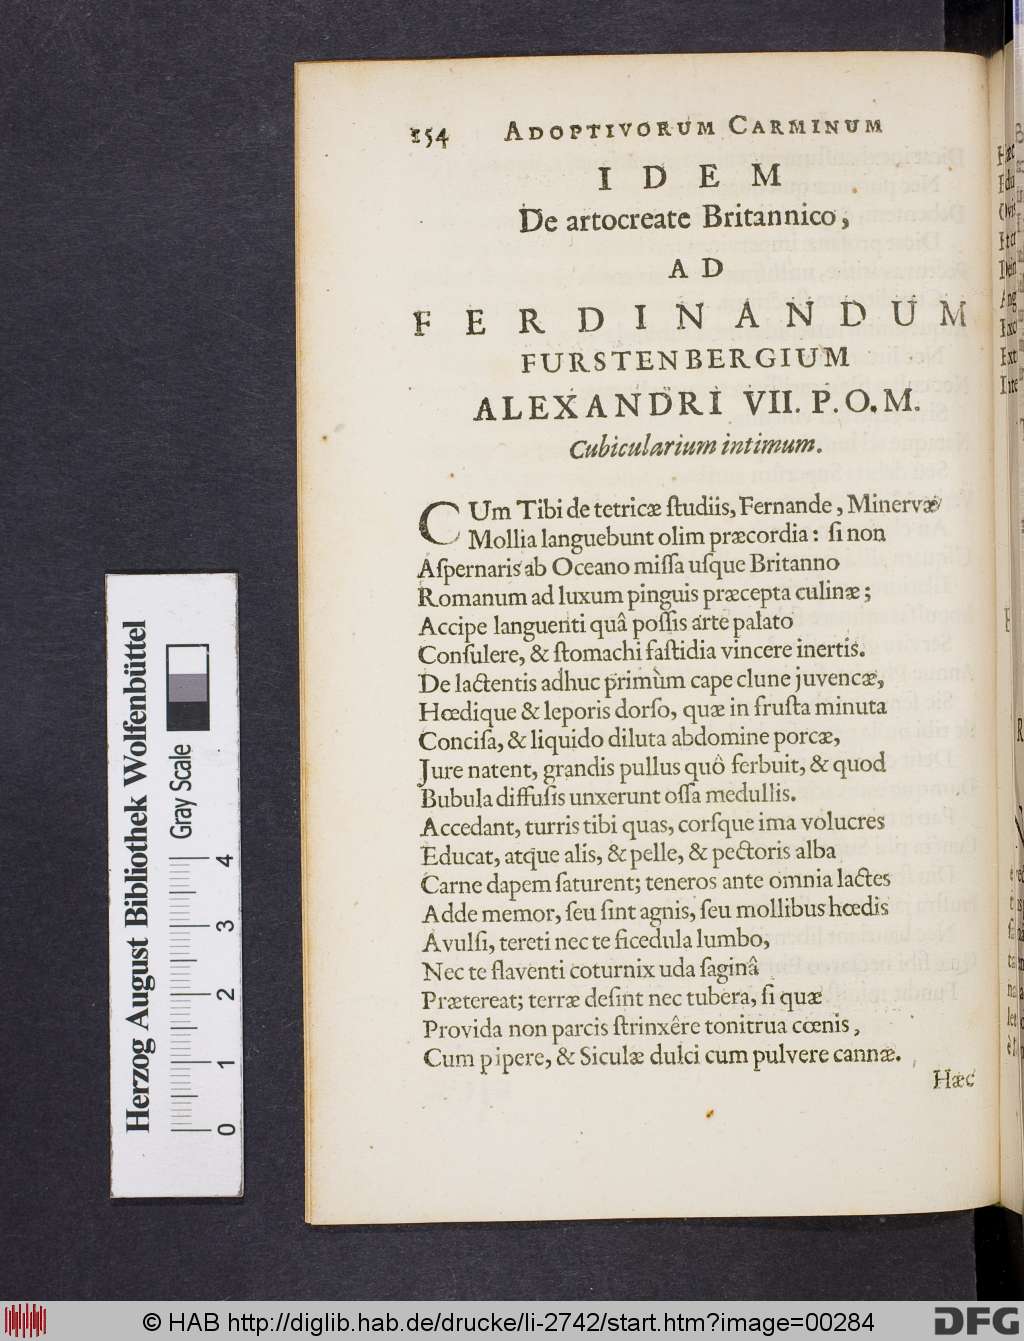 154 ADOPTIVORUM CARMINUM
IDEM
De artocreate Britannico,
AD
FERDINANDUM
FURSTENBERGIUM
ALEXANDRI VII. P.O.M.
Cubicularium intimum.
CUm Tibi de tetricæ ſtudiis, Fernande, Minervæ
Mollia languebunt olim præcordia: ſi non
Aſpernaris ab Oceano miſſa uſque Britanno
Romanum ad luxum pinguis præcepta culinæ;
Accipe languenti quâ poſſis arte palato
Conſulere, & ſtomachi faſtidia vincere inertis.
De lactentis adhuc primùm cape clune juvencæ,
Hœdique & leporis dorſo, quæ in fruſta minuta
Conciſa, & liquido diluta abdomine porcæ,
Jure natent, grandis pullus quô ferbuit, & quod
Bubula diffuſis unxerunt oſſa medullis.
Accedant, turris tibi quas, corſque ima volucres
Educat, atque alis, & pelle, & pectoris alba
Carne dapem ſaturent; teneros ante omnia lactes
Adde memor, ſeu ſint agnis, ſeu mollibus hœdis
Avulſi, tereti nec te ficedula lumbo,
Nec te flaventi coturnix uda ſaginâ
Prætereat; terræ deſint nec tubera, ſi quæ
Provida non parcis ſtrinxêre tonitrua cœnis,
Cum pipere, & Siculæ dulci cum pulvere cannæ.
Hæc
Herzog August Bibliothek Wolfenbüttel
Gray Scale
0 1 2 3 4
© HAB http://diglib.hab.de/drucke/li-2742/start.htm?image=00284
DFG